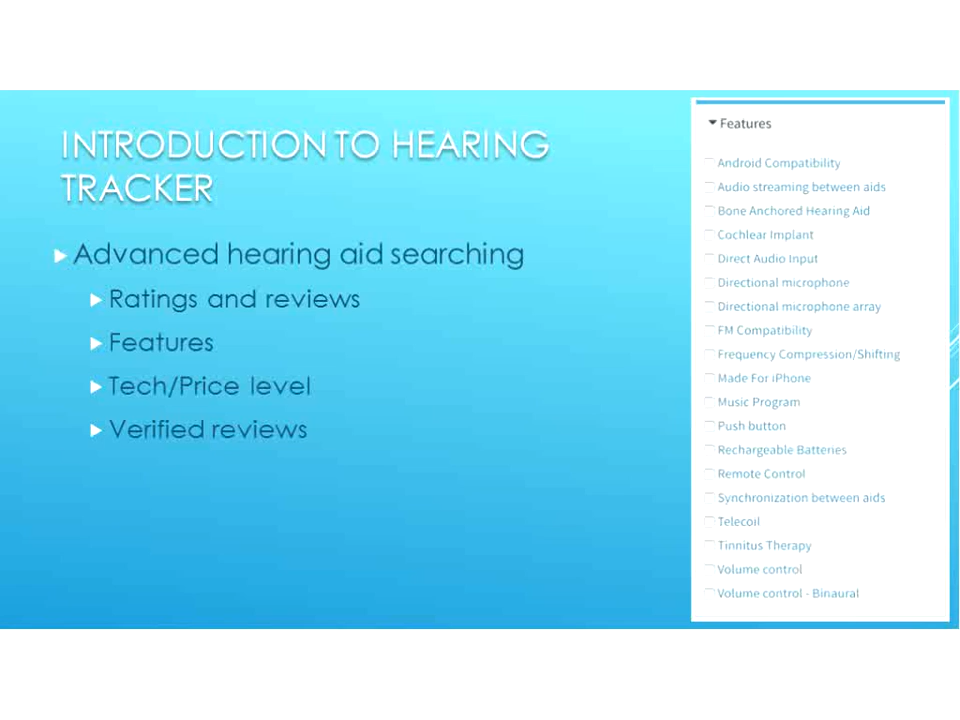 INTRODUCTION TO HEARING
TRACKER
Advanced hearing aid searching
Ratings and reviews
Features
Tech/Price level
Verified reviews
Features
Android Compatibility
Audio streaming between aids
Bone Anchored Hearing Aid
Cochlear Implant
Direct Audio Input
Directional microphone
Directional microphone array
FM Compatibility
Frequency Compression/Shifting
Made For iPhone
Music Program
Push button
Rechargeable Batteries
Remote Control
Synchronization between aids
Telecoil
Tinnitus Therapy
Volume control
Volume control - Binaural